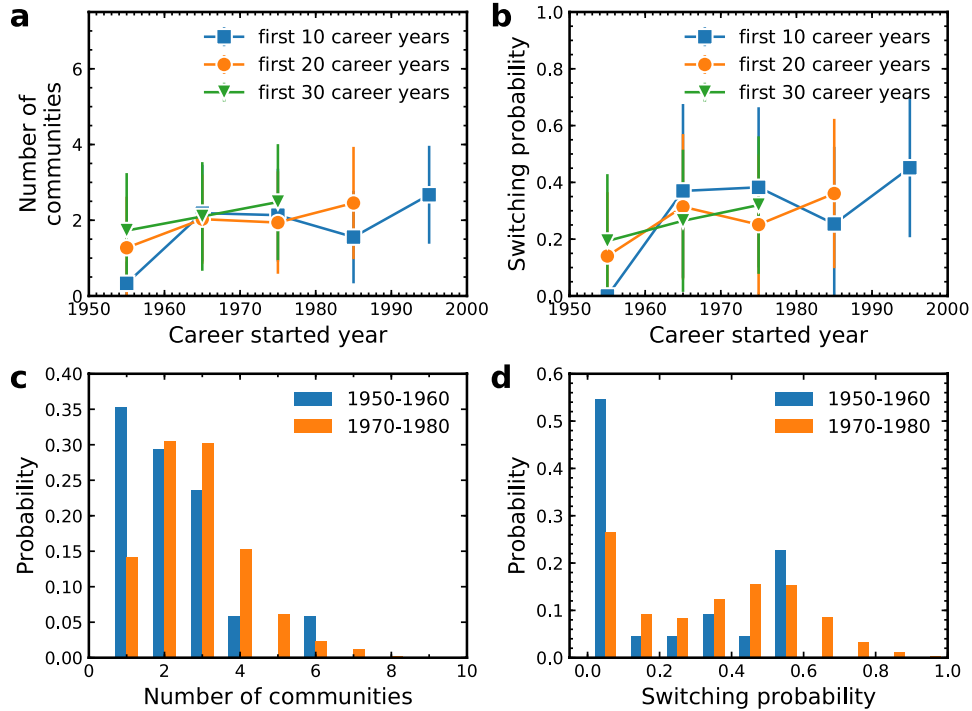 a
first 10 career years
first 20 career years
first 30 career years
Number of
communities
0
2
4
6
1950 1960 1970 1980 1990 2000
Career started year
b
first 10 career years
first 20 career years
first 30 career years
Switching probability
0.0
0.2
0.4
0.6
0.8
1.0
1950 1960 1970 1980 1990 2000
Career started year
c
1950-1960
1970-1980
Probability
0.00
0.05
0.10
0.15
0.20
0.25
0.30
0.35
0.40
0 2 4 6 8 10
Number of communities
d
1950-1960
1970-1980
Probability
0.0
0.1
0.2
0.3
0.4
0.5
0.6
0.0 0.2 0.4 0.6 0.8 1.0
Switching probability